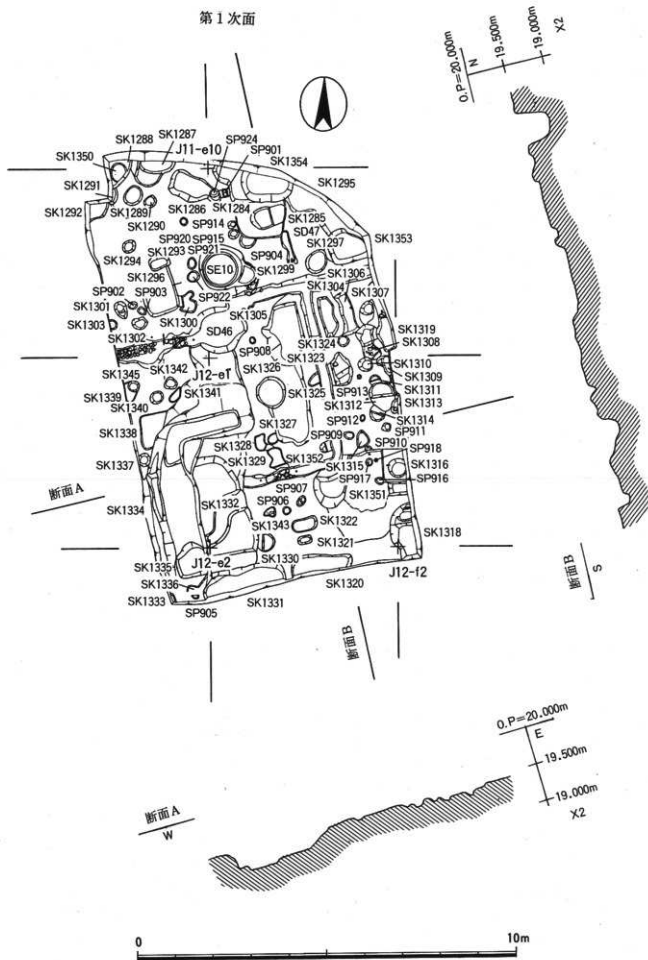 第1次面
O.P=20.000m
19.500m
19.000m
N
X2
SK1288
SK1287
SP924
SP901
SK1350
J11-e10
SK1354
SK1291
SK1295
SK1292
SK1289
SK1286
SK1284
SK1290
SK1285
SP914
SD47
SP920
SP915
SK1297
SK1353
SK1294
SK1293
SP921
SP904
SK1299
SK1296
SE10
SK1306
SK1304
SP902
SP903
SP922
SK1307
SK1301
SK1305
SK1300
SK1303
SD46
SK1324
SK1319
SK1302
SP908
SK1308
SK1323
SK1345
SK1342
J12-e1
SK1326
SK1310
SK1339
SK1341
SK1325
SP913
SK1309
SK1311
SK1340
SK1312
SK1313
SK1338
SK1327
SP912
SK1314
SP911
SK1328
SP909
SP910
SK1337
SK1329
SK1352
SP918
SK1315
SK1316
SP917
断面A
SP907
SP916
SK1334
SK1332
SP906
SK1351
SK1322
SK1343
SK1318
SK1321
断面B
S
SK1335
J12-e2
SK1330
J12-f2
SK1336
SK1320
SK1333
SK1331
SP905
断面B
O.P=20.000m
E
19.500m
19.000m
X2
断面A
W
0
10m